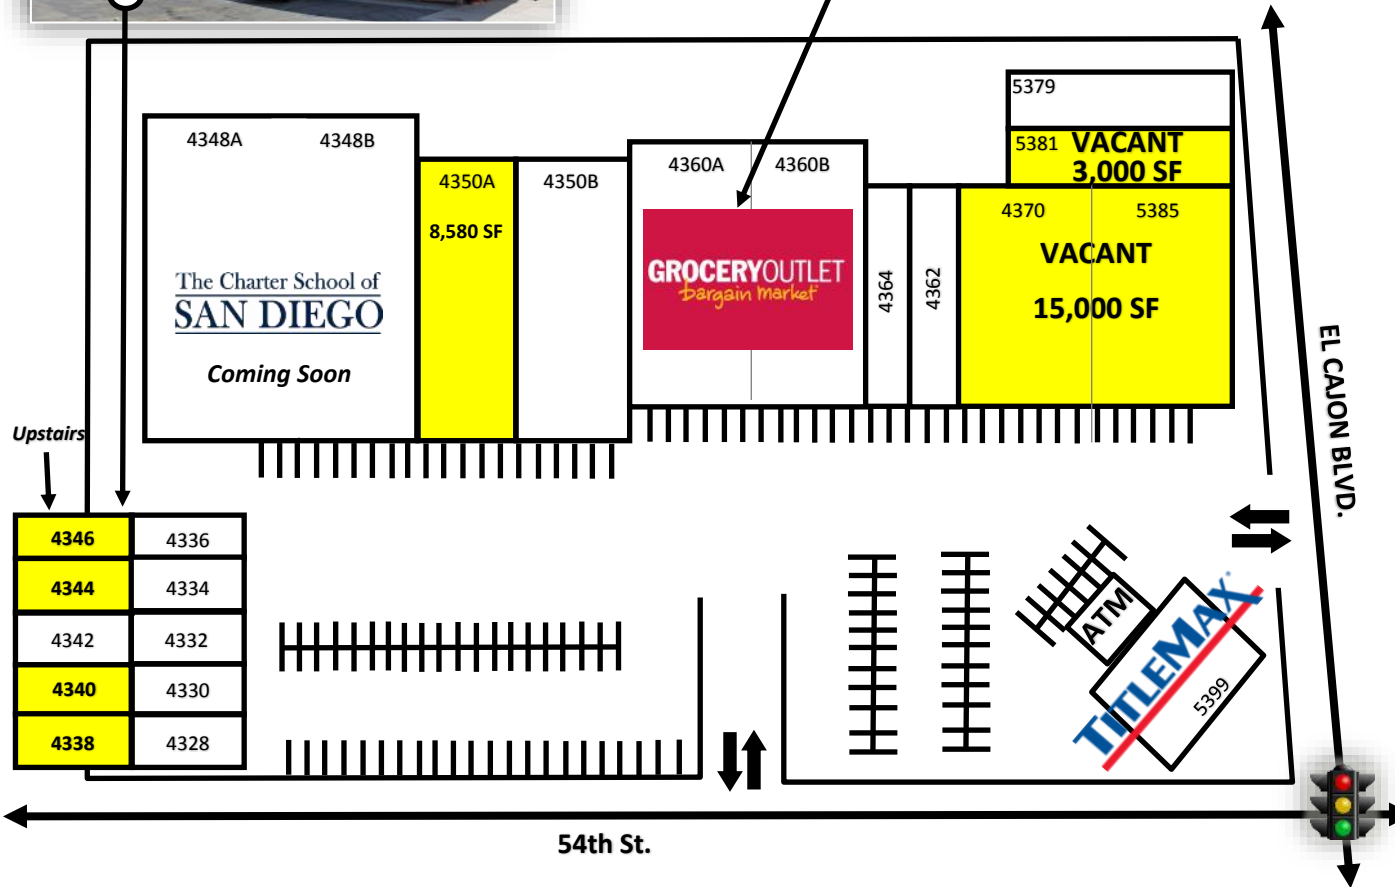 5379
4348A
4348B
5381
VACANT
3,000 SF
4360A
4360B
4350A
4350B
4370
5385
8,580 SF
VACANT
The Charter School of
SAN DIEGO
GROCERYOUTLET
bargain market
4364
4362
15,000 SF
Coming Soon
EL CAJON BLVD.
Upstairs
4346
4336
4344
4334
4342
4332
4340
4330
4338
4328
ATM
TITLEMAX
5399
54th St.